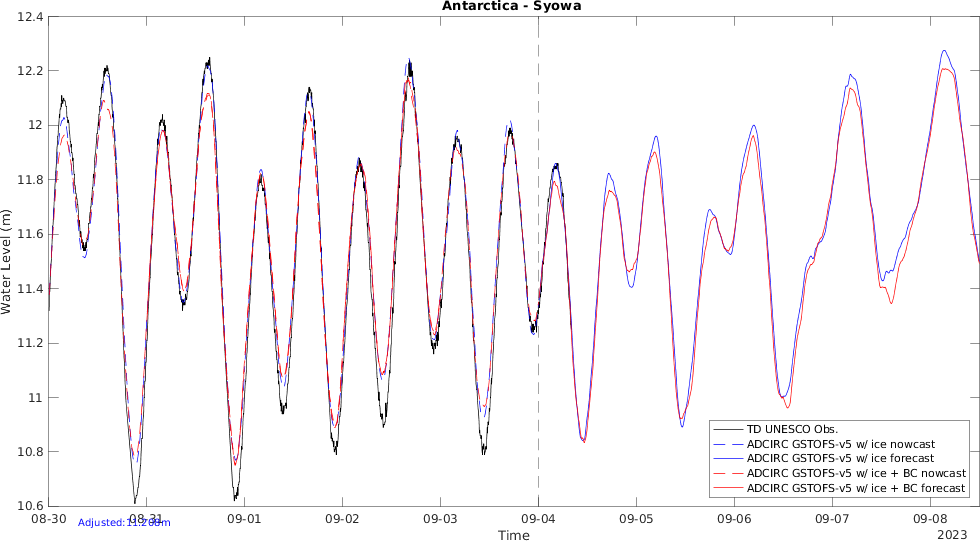 Antarctica - Syowa
12.4
12.2
12
11.8
11.6
11.4
11.2
11
10.8
10.6
Water Level (m)
TD UNESCO Obs.
ADCIRC GSTOFS-v5 w/ ice nowcast
ADCIRC GSTOFS-v5 w/ ice forecast
ADCIRC GSTOFS-v5 w/ ice + BC nowcast
ADCIRC GSTOFS-v5 w/ ice + BC forecast
08-30 08-31 09-01 09-02 09-03 09-04 09-05 09-06 09-07 09-08
Adjusted:11.208m
Time
2023